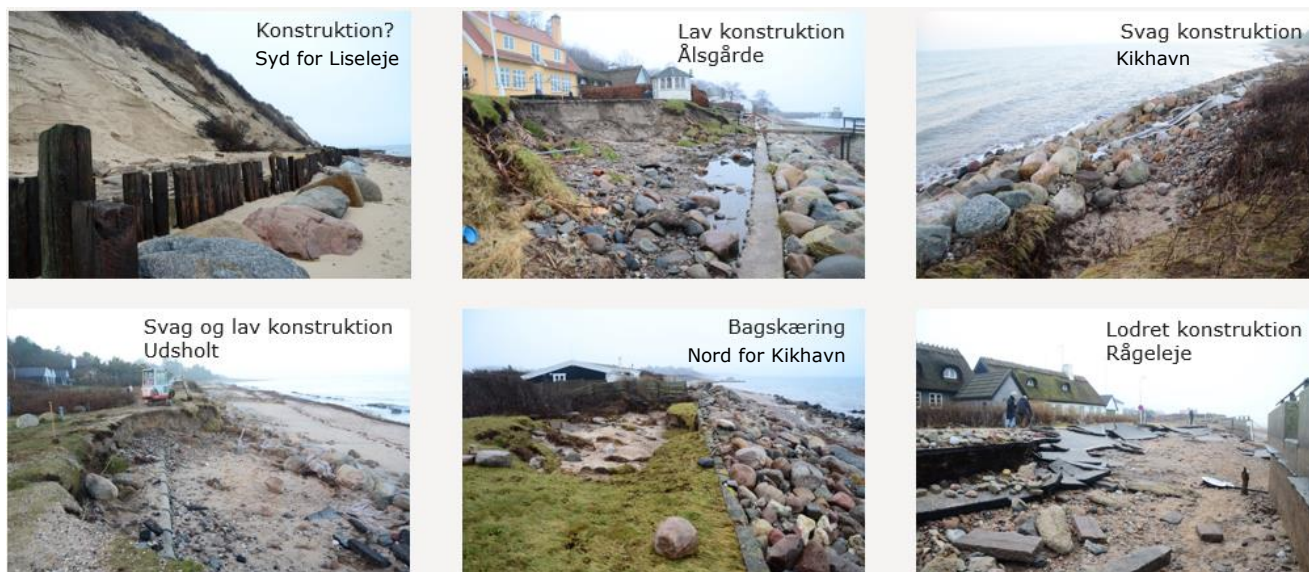 Konstruktion?
Syd for Liseleje
Lav konstruktion
Ålsgårde
Svag konstruktion
Kikhavn
Svag og lav konstruktion
Udsholt
Bagskæring
Nord for Kikhavn
Lodret konstruktion
Rågeleje